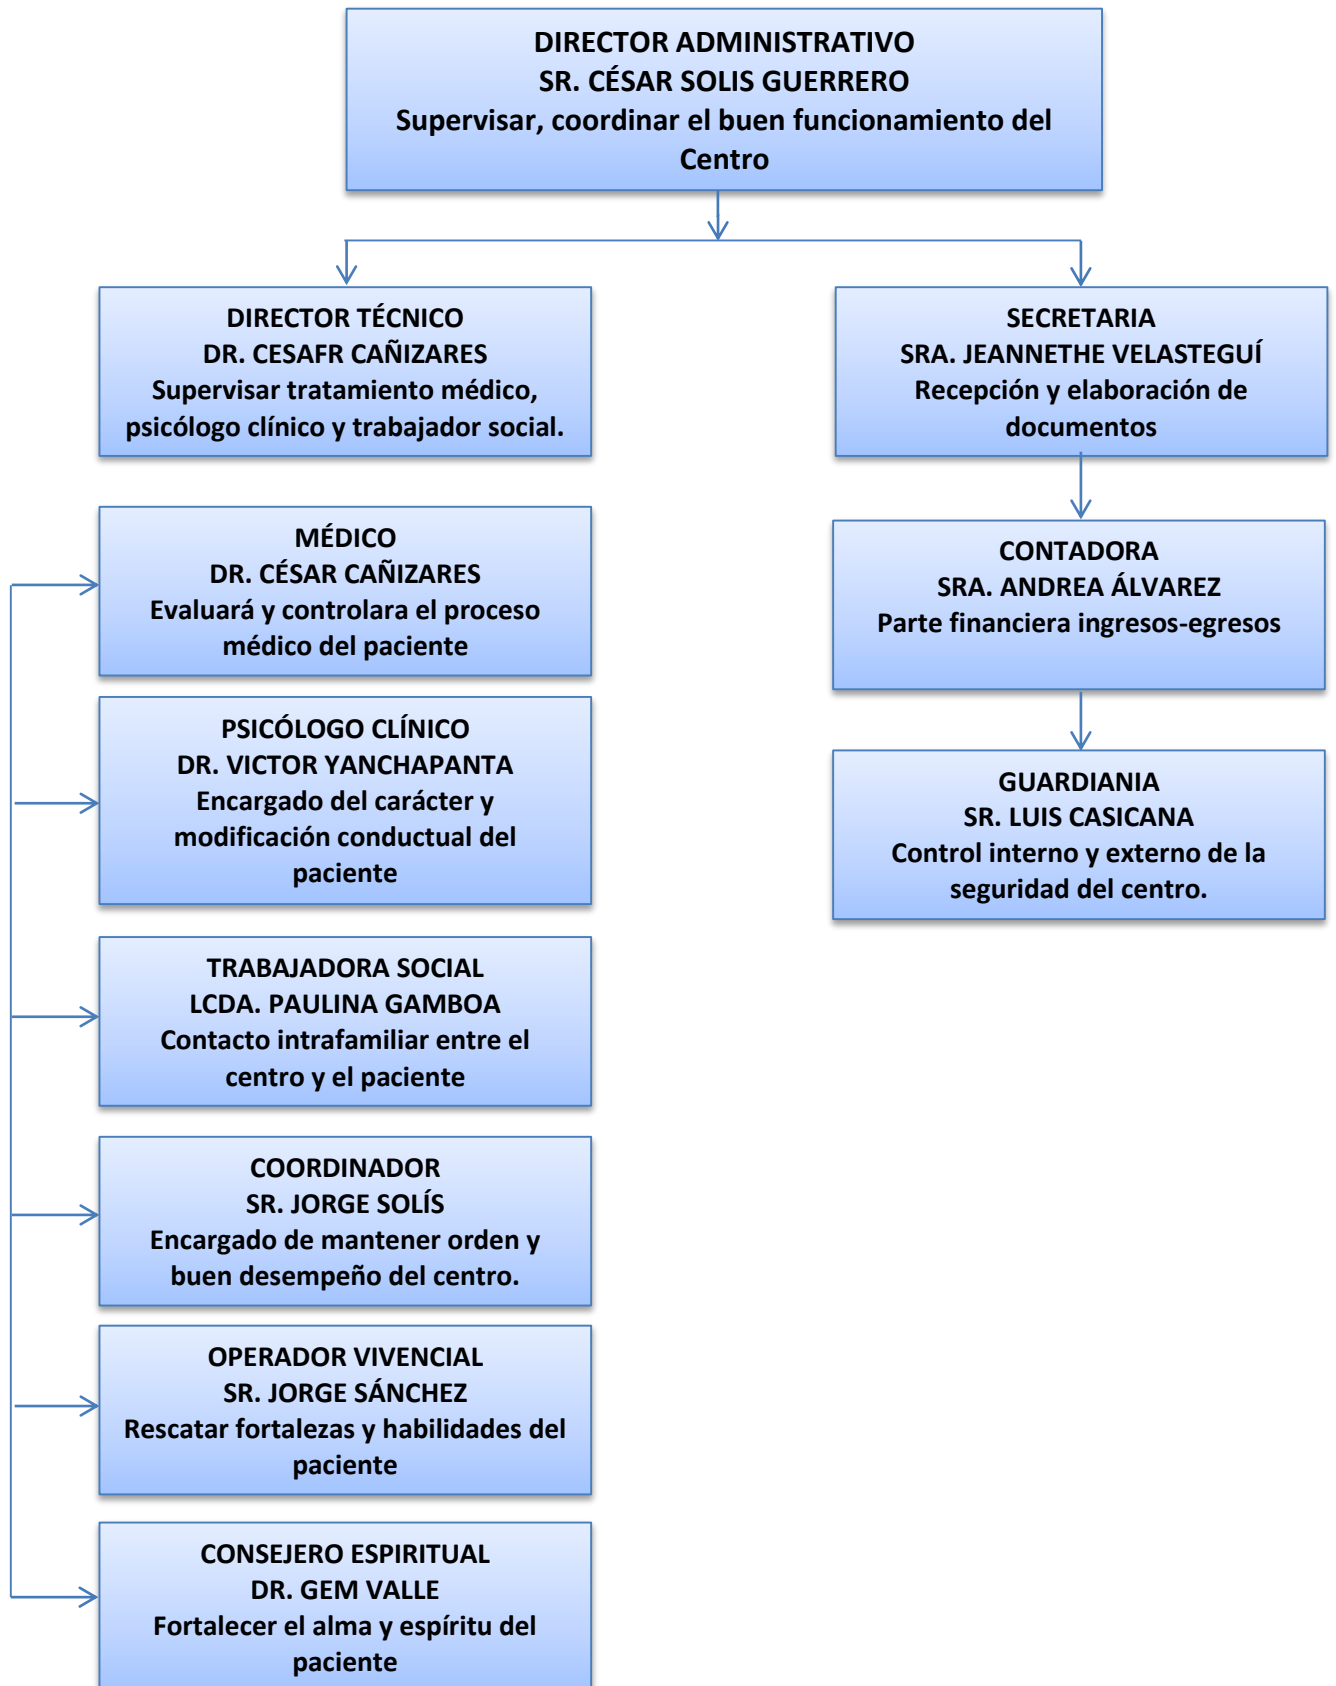 DIRECTOR ADMINISTRATIVO
SR. CÉSAR SOLIS GUERRERO
Supervisar, coordinar el buen funcionamiento del
Centro
DIRECTOR TÉCNICO
DR. CESAFR CAÑIZARES
Supervisar tratamiento médico,
psicólogo clínico y trabajador social.
SECRETARIA
SRA. JEANNETHE VELASTEGUÍ
Recepción y elaboración de
documentos
MÉDICO
DR. CÉSAR CAÑIZARES
Evaluará y controlara el proceso
médico del paciente
CONTADORA
SRA. ANDREA ÁLVAREZ
Parte financiera ingresos-egresos
PSICÓLOGO CLÍNICO
DR. VICTOR YANCHAPANTA
Encargado del carácter y
modificación conductual del
paciente
GUARDIANIA
SR. LUIS CASICANA
Control interno y externo de la
seguridad del centro.
TRABAJADORA SOCIAL
LCDA. PAULINA GAMBOA
Contacto intrafamiliar entre el
centro y el paciente
COORDINADOR
SR. JORGE SOLÍS
Encargado de mantener orden y
buen desempeño del centro.
OPERADOR VIVENCIAL
SR. JORGE SÁNCHEZ
Rescatar fortalezas y habilidades del
paciente
CONSEJERO ESPIRITUAL
DR. GEM VALLE
Fortalecer el alma y espíritu del
paciente